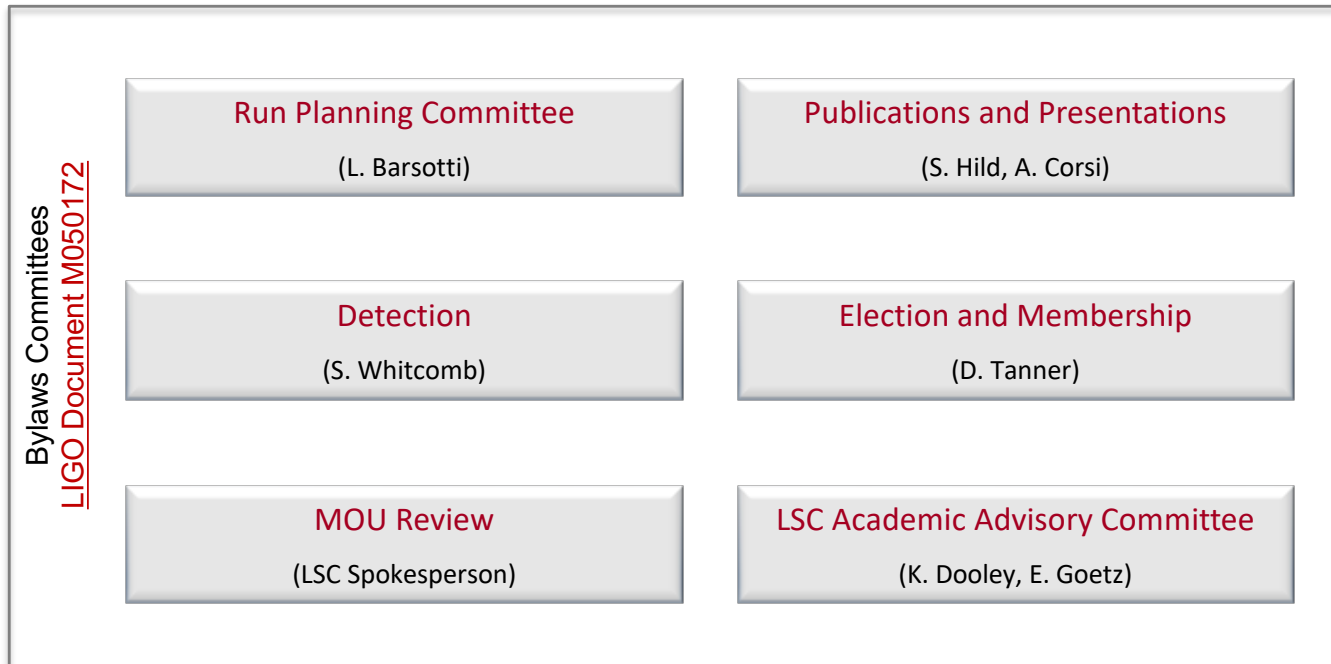 Bylaws Committees
LIGO Document M050172
Run Planning Committee
(L. Barsotti)
Publications and Presentations
(S. Hild, A. Corsi)
Detection
(S. Whitcomb)
Election and Membership
(D. Tanner)
MOU Review
(LSC Spokesperson)
LSC Academic Advisory Committee
(K. Dooley, E. Goetz)